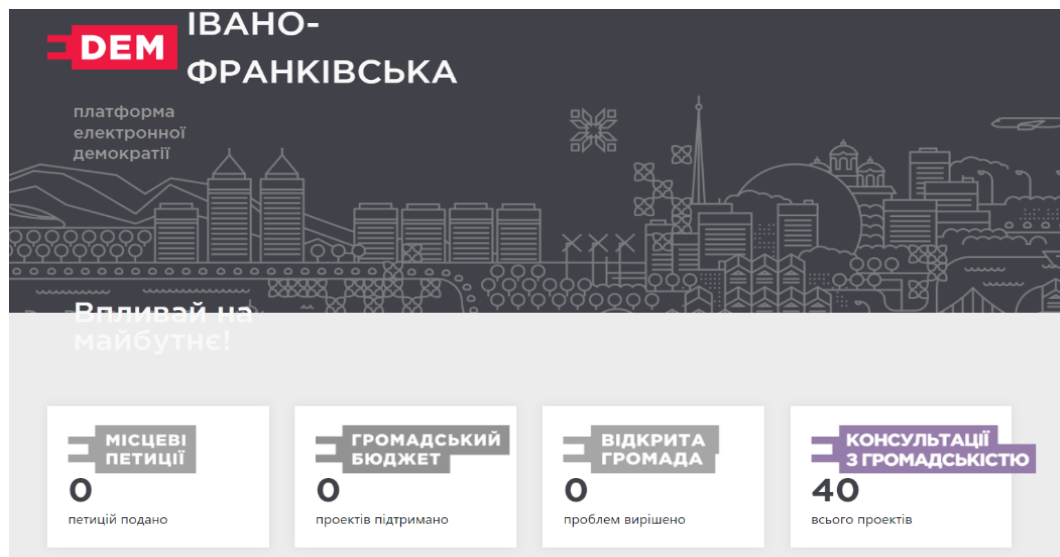 DEM
ІВАНО-
ФРАНКІВСЬКА
платформа
електронної
демократії
Впливай на
майбутнє!
МІСЦЕВІ
ПЕТИЦІЇ
0
петицій подано
ГРОМАДСЬКИЙ
БЮДЖЕТ
0
проектів підтримано
ВІДКРИТА
ГРОМАДА
0
проблем вирішено
КОНСУЛЬТАЦІЇ
З ГРОМАДСЬКІСТЮ
40
всього проектів